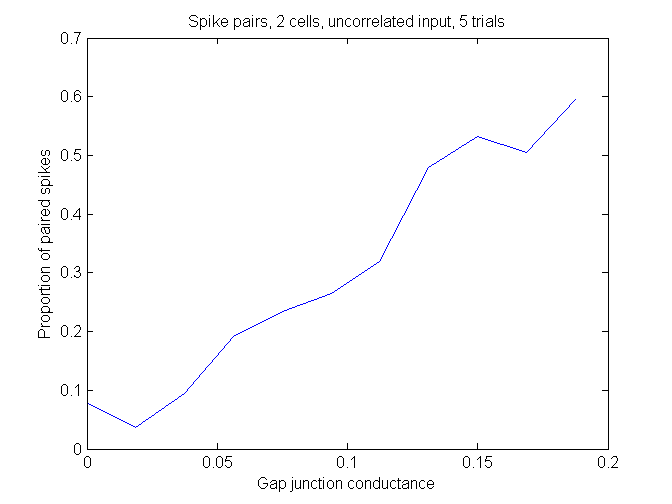 Spike pairs, 2 cells, uncorrelated input, 5 trials
0.7
0.6
0.5
0.4
0.3
0.2
0.1
0
Proportion of paired spikes
0 0.05 0.1 0.15 0.2
Gap junction conductance